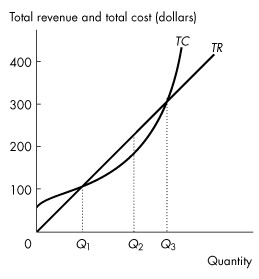 Total revenue and total cost (dollars)
TC
TR
400
300
200
100
0
Q1
Q2
Q3
Quantity